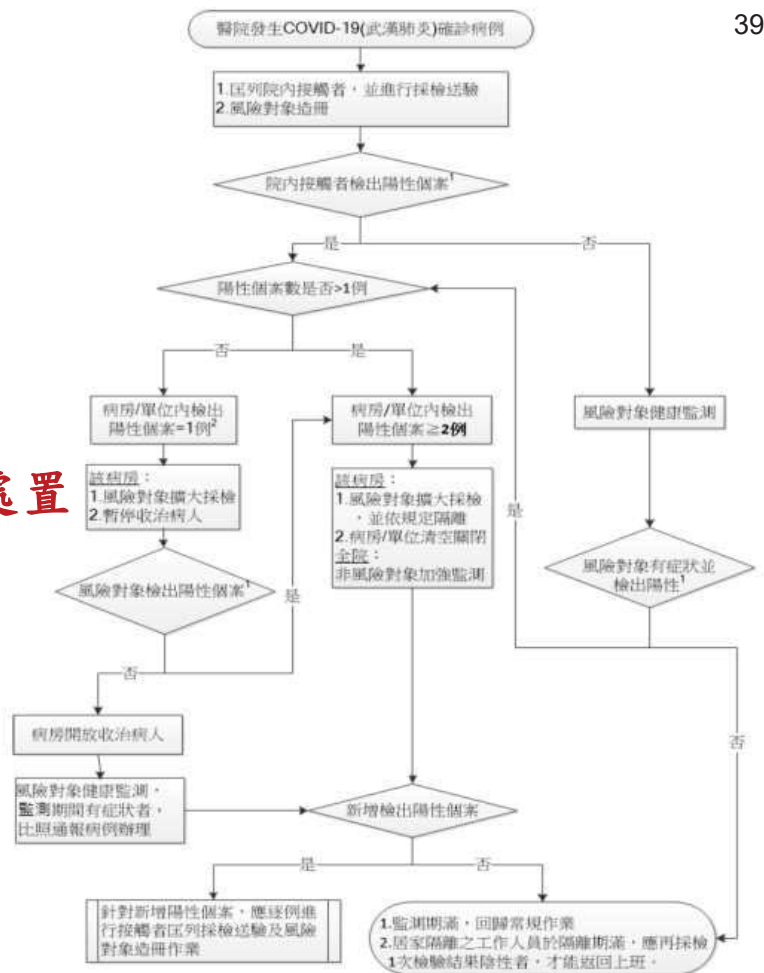 39
醫院發生COVID-19(武漢肺炎)確診病例
1.匡列院內接觸者,並進行採檢送驗
2.風險對象造冊
院內接觸者檢出陽性個案1
是
否
陽性個案數是否>1例
否
是
病房/單位內檢出
陽性個案=1例2
病房/單位內檢出
陽性個案≧2例
風險對象健康監測
處置
該病房:
1.風險對象擴大採檢
2.暫停收治病人
該病房:
1.風險對象擴大採檢
,並依規定隔離
2.病房/單位清空關閉
全院:
非風險對象加強監測
是
風險對象有症狀並
檢出陽性1
風險對象檢出陽性個案1
是
否
病房開放收治病人
否
風險對象健康監測,
監測期間有症狀者,
比照通報病例辦理
新增檢出陽性個案
是
否
針對新增陽性個案,應逐例進
行接觸者匡列採檢送驗及風險
對象造冊作業
1.監測期滿,回歸常規作業
2.居家隔離之工作人員於隔離期滿,應再採檢
1次檢驗結果陰性者,才能返回上班。